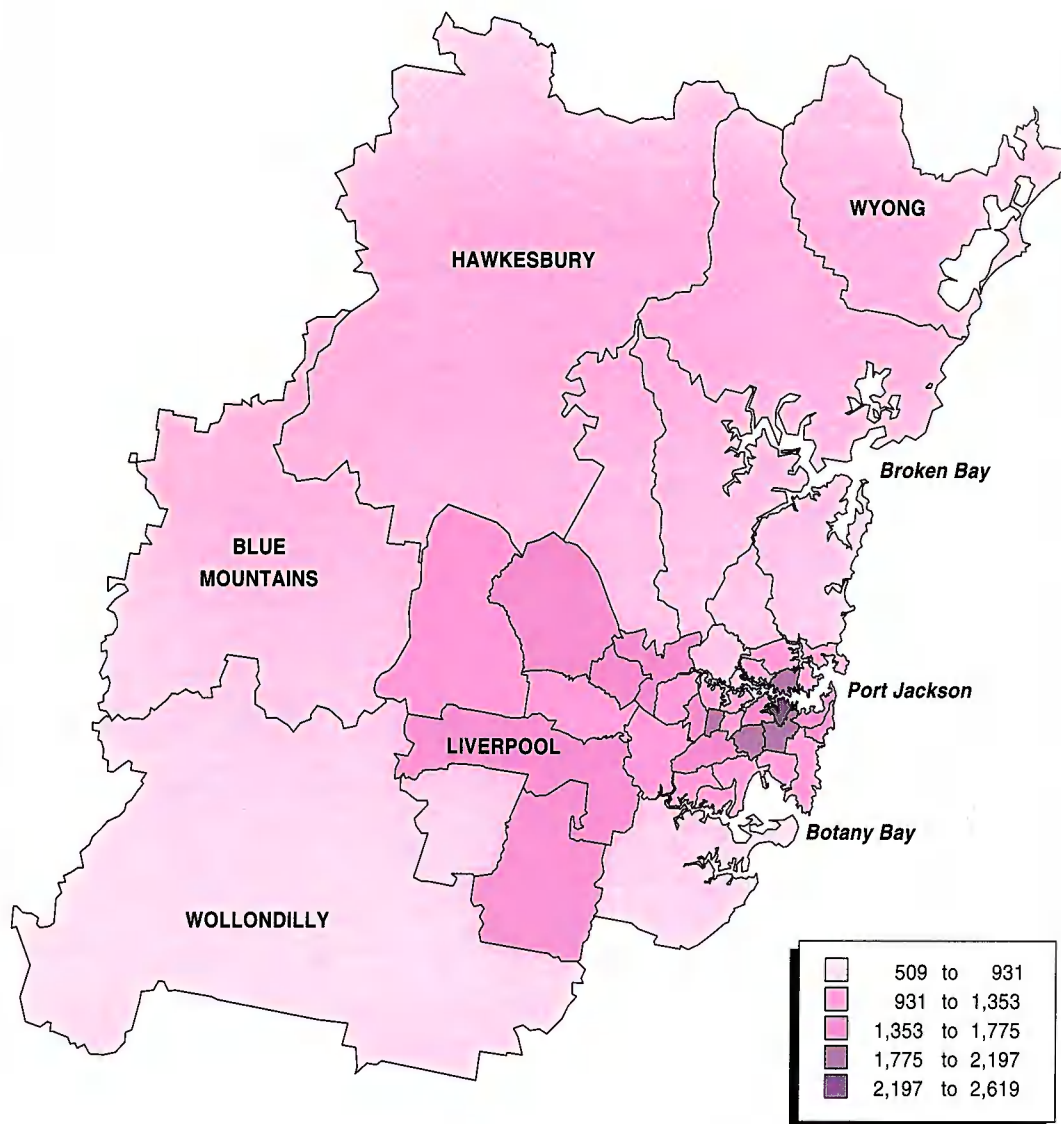 WYONG
HAWKESBURY
Broken Bay
BLUE
MOUNTAINS
Port Jackson
LIVERPOOL
Botany Bay
WOLLONDILLY
509 to 931
931 to 1,353
1,353 to 1,775
1,775 to 2,197
2,197 to 2,619